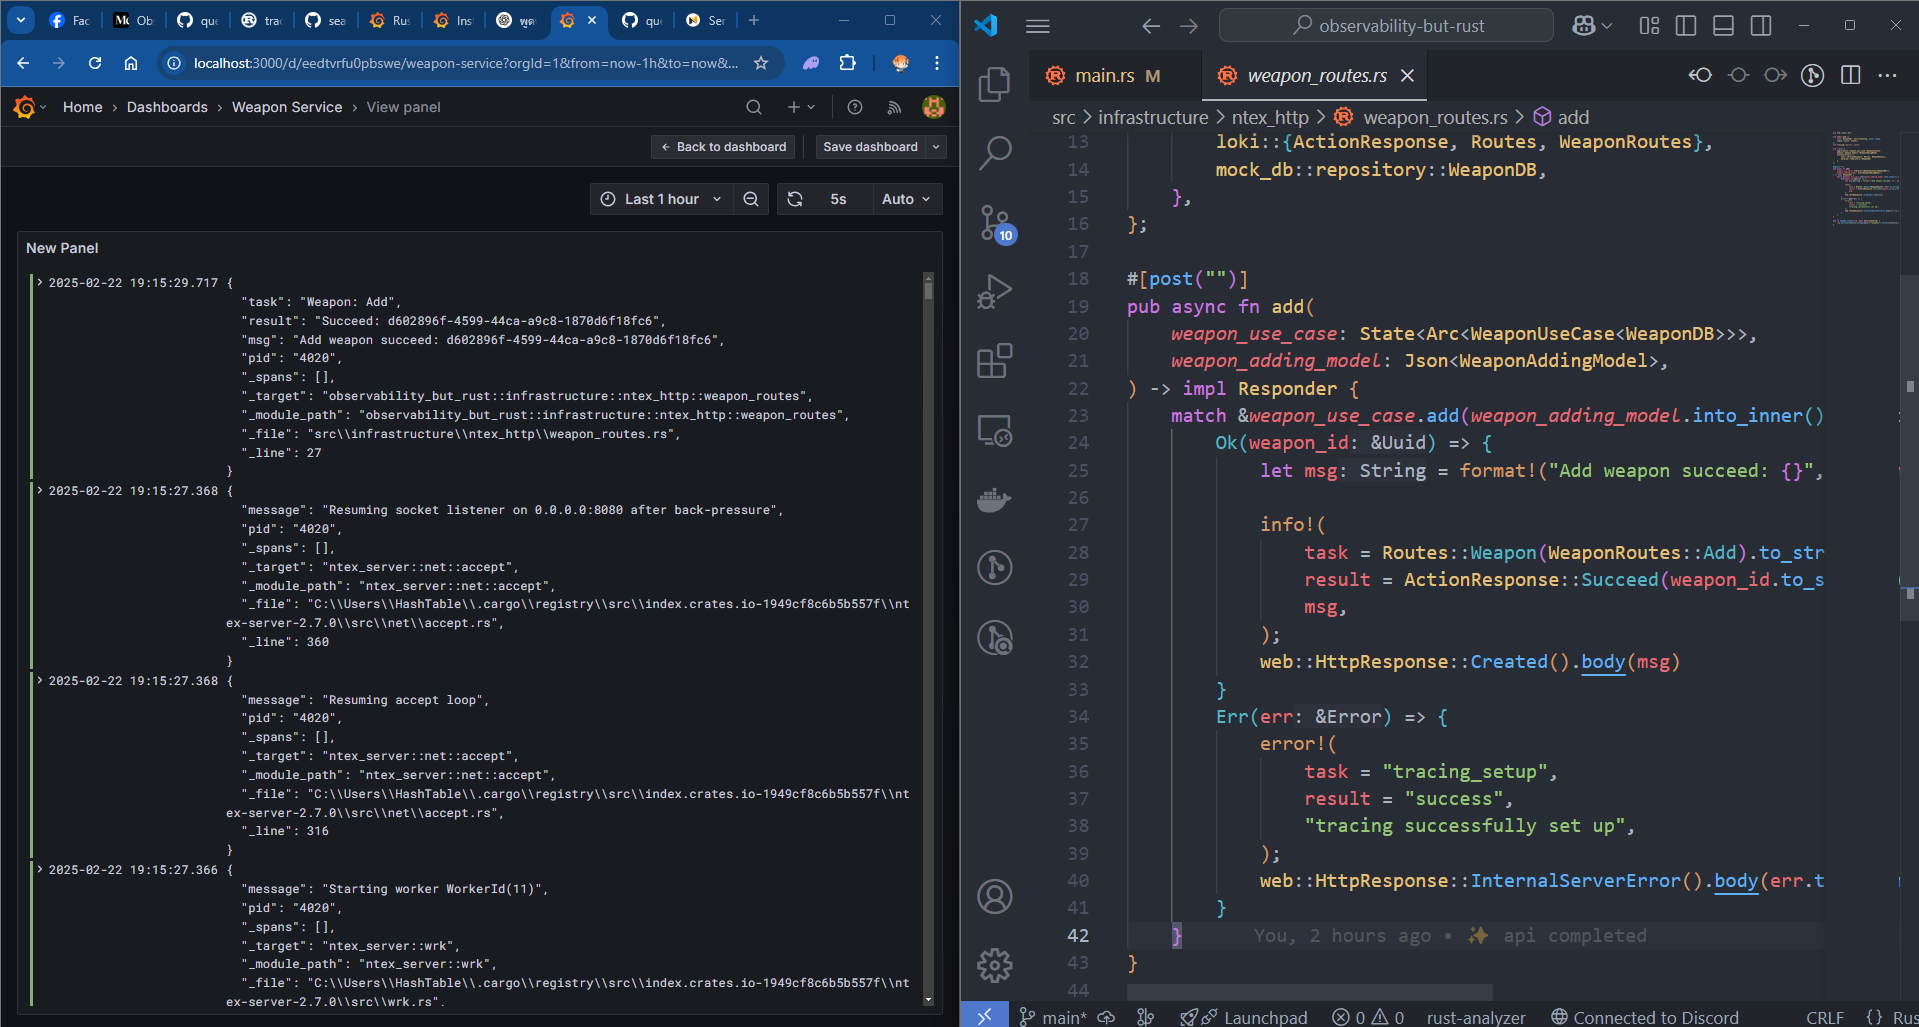 Fac
Ob
que
trac
sea
Rus
Ins
que
Ser
localhost:3000/d/eedtvrfu0pbswe/weapon-service?orgId=1&from=now-1h&to=now&...
Home > Dashboards > Weapon Service > View panel
Back to dashboard
Save dashboard
Last 1 hour
5s
Auto
New Panel
2025-02-22 19:15:29.717 {
"task": "Weapon: Add",
"result": "Succeed: d602896f-4599-44ca-a9c8-1870d6f18fc6",
"msg": "Add weapon succeed: d602896f-4599-44ca-a9c8-1870d6f18fc6",
"pid": "4020",
"_spans": [],
"_target": "observability_but_rust::infrastructure::ntex_http::weapon_routes",
"_module_path": "observability_but_rust::infrastructure::ntex_http::weapon_routes",
"_file": "src\\infrastructure\\ntex_http\\weapon_routes.rs",
"_line": 27
}
2025-02-22 19:15:27.368 {
"message": "Resuming socket listener on 0.0.0.0:8080 after back-pressure",
"pid": "4020",
"_spans": [],
"_target": "ntex_server::net::accept",
"_module_path": "ntex_server::net::accept",
"_file": "C:\\Users\\HashTable\\.cargo\\registry\\src\\index.crates.io-1949cf8c6b5b557f\\nt
ex-server-2.7.0\\src\\net\\accept.rs",
"_line": 360
}
2025-02-22 19:15:27.368 {
"message": "Resuming accept loop",
"pid": "4020",
"_spans": [],
"_target": "ntex_server::net::accept",
"_module_path": "ntex_server::net::accept",
"_file": "C:\\Users\\HashTable\\.cargo\\registry\\src\\index.crates.io-1949cf8c6b5b557f\\nt
ex-server-2.7.0\\src\\net\\accept.rs",
"_line": 316
}
2025-02-22 19:15:27.366 {
"message": "Starting worker WorkerId(11)",
"pid": "4020",
"_spans": [],
"_target": "ntex_server::wrk",
"_module_path": "ntex_server::wrk",
"_file": "C:\\Users\\HashTable\\.cargo\\registry\\src\\index.crates.io-1949cf8c6b5b557f\\nt
ex-server-2.7.0\\src\\wrk.rs",
observability-but-rust
main.rs M
weapon_routes.rs
src > infrastructure > ntex_http > weapon_routes.rs > add
10
13 loki::{ActionResponse, Routes, WeaponRoutes},
14 mock_db::repository::WeaponDB,
15 },
16 };
17
18 #[post("")]
19 pub async fn add(
20 weapon_use_case: State<Arc<WeaponUseCase<WeaponDB>>>,
21 weapon_adding_model: Json<WeaponAddingModel>,
22 ) -> impl Responder {
23 match &weapon_use_case.add(weapon_adding_model.into_inner()
24 Ok(weapon_id: &Uuid) => {
25 let msg: String = format!("Add weapon succeed: {}",
26
27 info!(
28 task = Routes::Weapon(WeaponRoutes::Add).to_str
29 result = ActionResponse::Succeed(weapon_id.to_s
30 msg,
31 );
32 web::HttpResponse::Created().body(msg)
33 }
34 Err(err: &Error) => {
35 error!(
36 task = "tracing_setup",
37 result = "success",
38 "tracing successfully set up",
39 );
40 web::HttpResponse::InternalServerError().body(err.t
41 }
42 } You, 2 hours ago • ✨ api completed
43 }
44
main* Launchpad 0 0 rust-analyzer Connected to Discord CRLF {} Rus